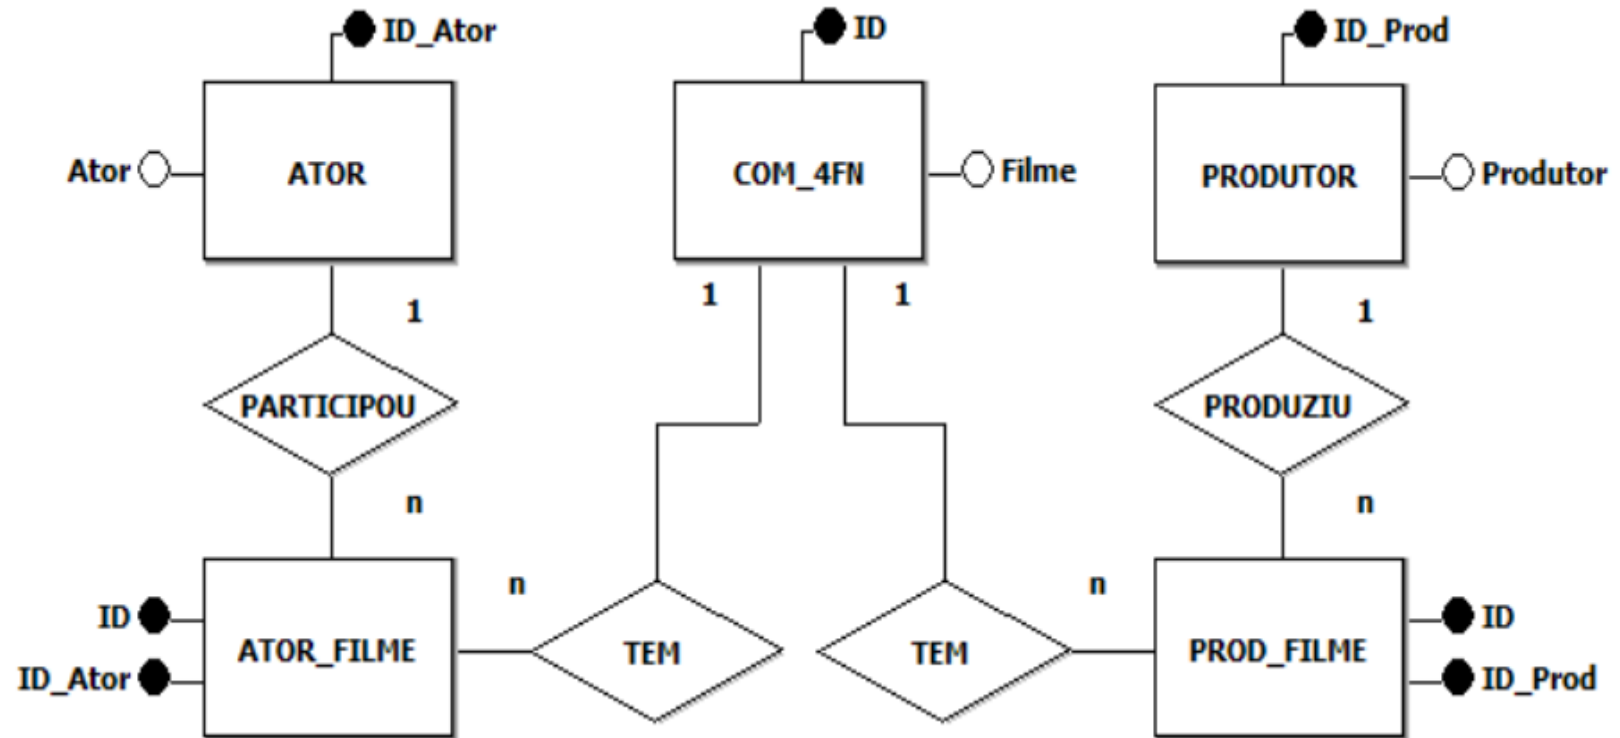 ID_Ator
ID
ID_Prod
Ator
ATOR
COM_4FN
Filme
PRODUTOR
Produtor
1
1
1
1
PARTICIPOU
PRODUZIU
n
n
n
n
ID
ID_Ator
ATOR_FILME
TEM
TEM
PROD_FILME
ID
ID_Prod